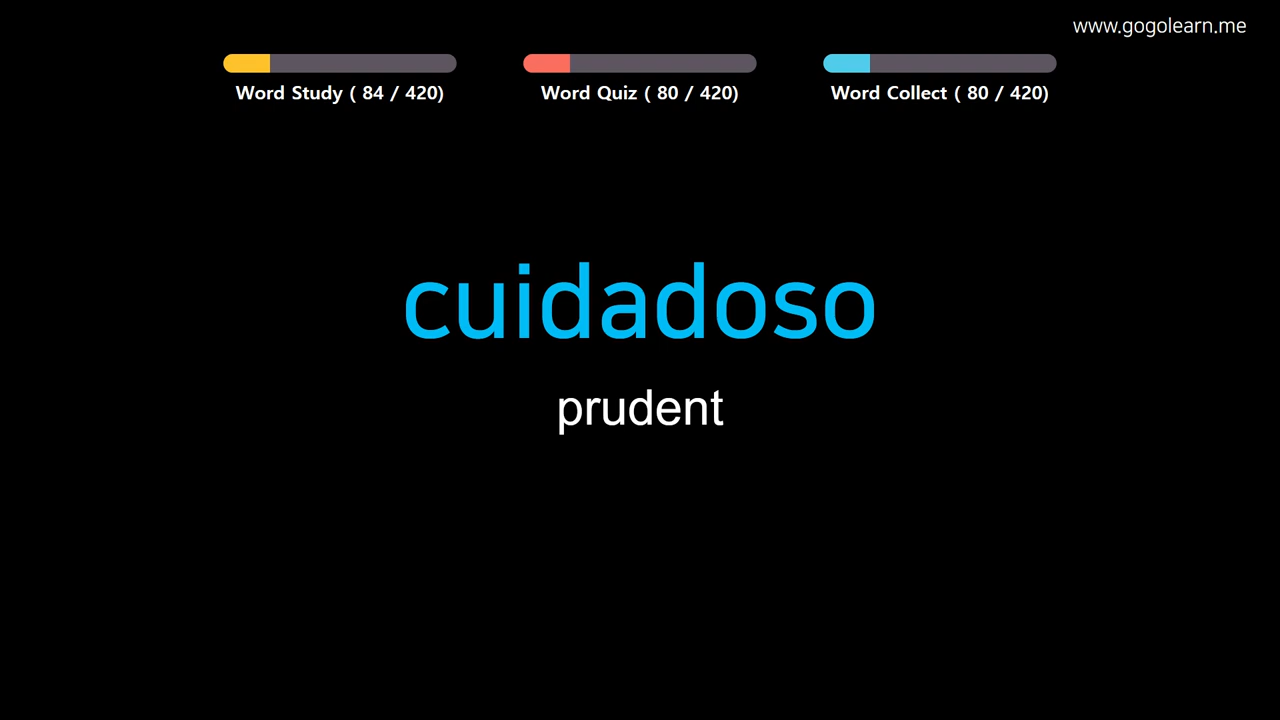 www.gogolearn.me
Word Study ( 84 / 420)
Word Quiz ( 80 / 420)
Word Collect ( 80 / 420)
cuidadoso
prudent